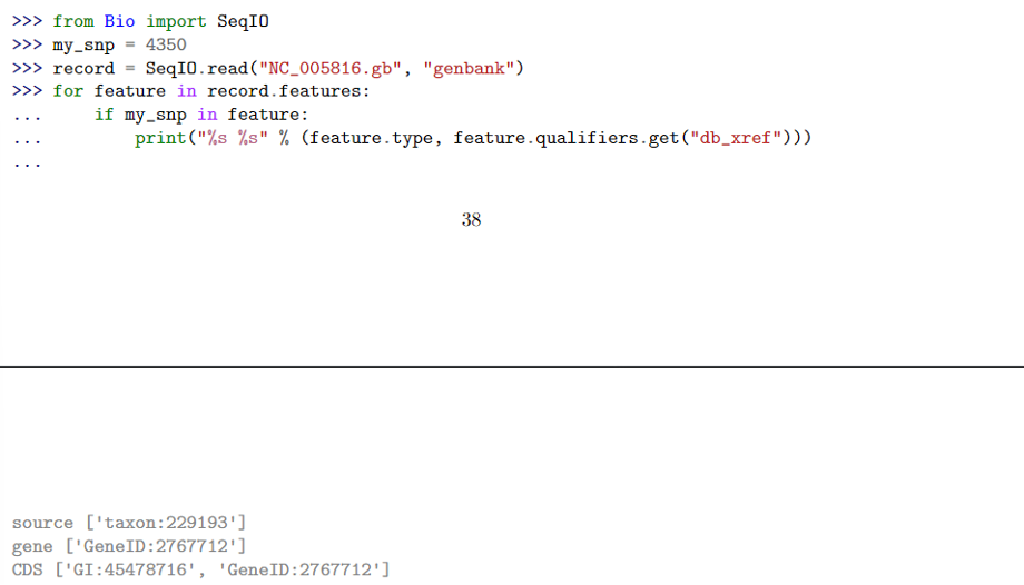 >>> from Bio import SeqIO
>>> my_snp = 4350
>>> record = SeqIO.read("NC_005816.gb", "genbank")
>>> for feature in record.features:
...     if my_snp in feature:
...         print("%s %s" % (feature.type, feature.qualifiers.get("db_xref")))
...
38
source ['taxon:229193']
gene ['GeneID:2767712']
CDS ['GI:45478716', 'GeneID:2767712']